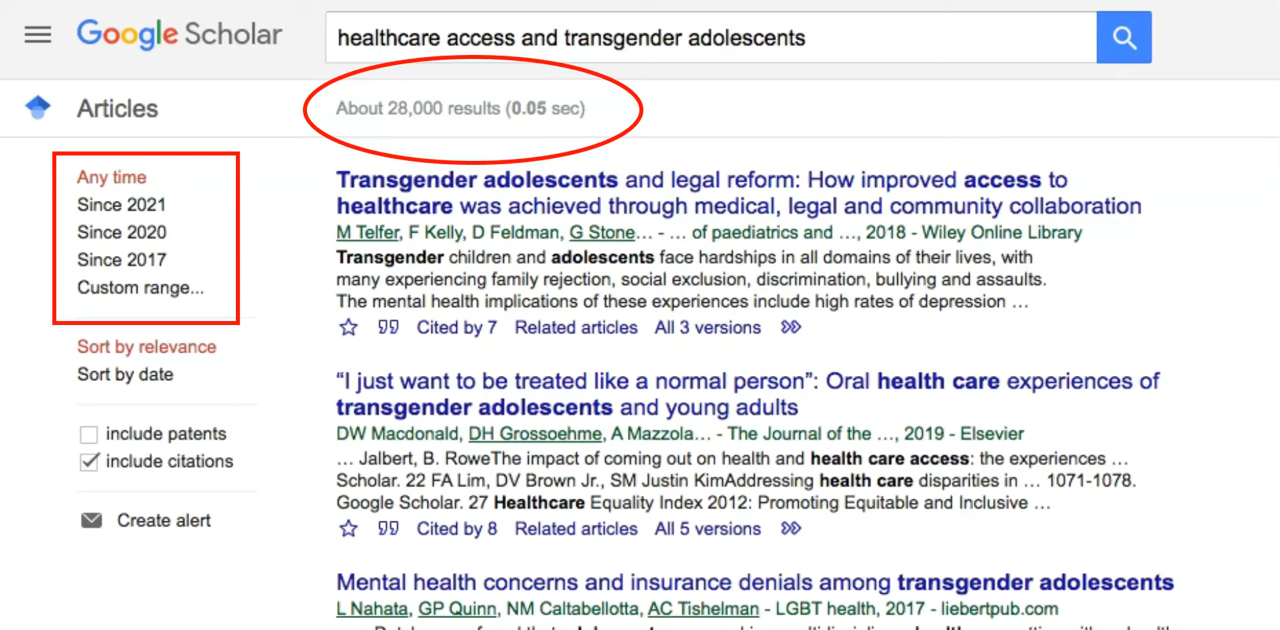 Google Scholar
healthcare access and transgender adolescents
Articles
About 28,000 results (0.05 sec)
Any time
Since 2021
Since 2020
Since 2017
Custom range...
Sort by relevance
Sort by date
include patents
include citations
Create alert
Transgender adolescents and legal reform: How improved access to
healthcare was achieved through medical, legal and community collaboration
M Telfer, F Kelly, D Feldman, G Stone… - … of paediatrics and …, 2018 - Wiley Online Library
Transgender children and adolescents face hardships in all domains of their lives, with
many experiencing family rejection, social exclusion, discrimination, bullying and assaults.
The mental health implications of these experiences include high rates of depression …
Cited by 7 Related articles All 3 versions
“I just want to be treated like a normal person”: Oral health care experiences of
transgender adolescents and young adults
DW Macdonald, DH Grossoehme, A Mazzola… - The Journal of the …, 2019 - Elsevier
… Jalbert, B. RoweThe impact of coming out on health and health care access: the experiences …
Scholar. 22 FA Lim, DV Brown Jr., SM Justin KimAddressing health care disparities in … 1071-1078.
Google Scholar. 27 Healthcare Equality Index 2012: Promoting Equitable and Inclusive …
Cited by 8 Related articles All 5 versions
Mental health concerns and insurance denials among transgender adolescents
L Nahata, GP Quinn, NM Caltabellotta, AC Tishelman - LGBT health, 2017 - liebertpub.com